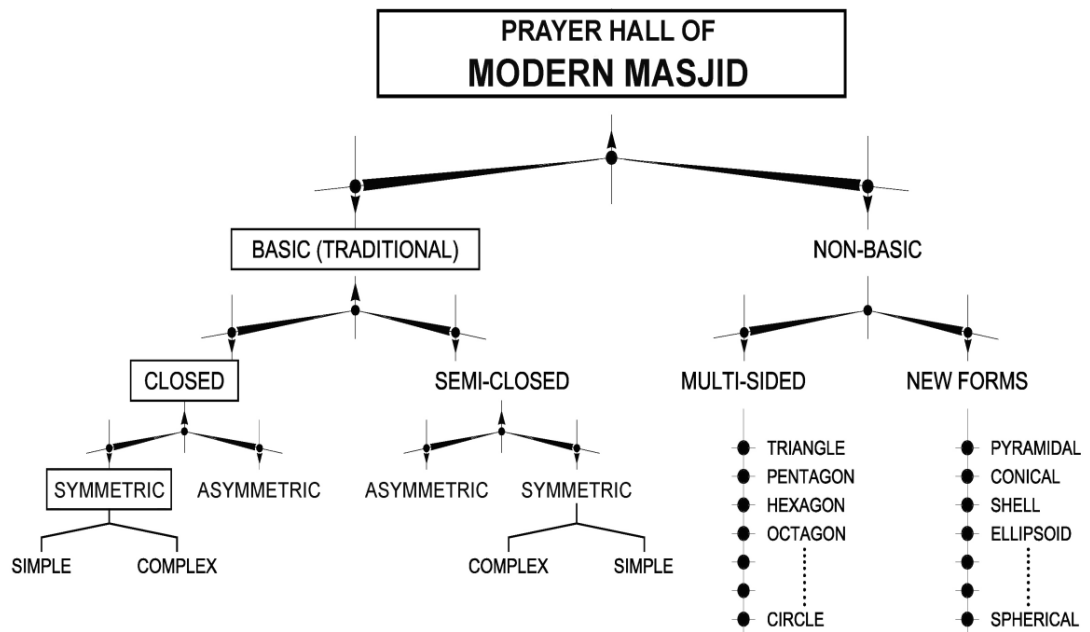 PRAYER HALL OF
MODERN MASJID
BASIC (TRADITIONAL)
NON-BASIC
CLOSED
SEMI-CLOSED
MULTI-SIDED
NEW FORMS
SYMMETRIC
ASYMMETRIC
ASYMMETRIC
SYMMETRIC
SIMPLE
COMPLEX
COMPLEX
SIMPLE
TRIANGLE
PENTAGON
HEXAGON
OCTAGON
CIRCLE
PYRAMIDAL
CONICAL
SHELL
ELLIPSOID
SPHERICAL